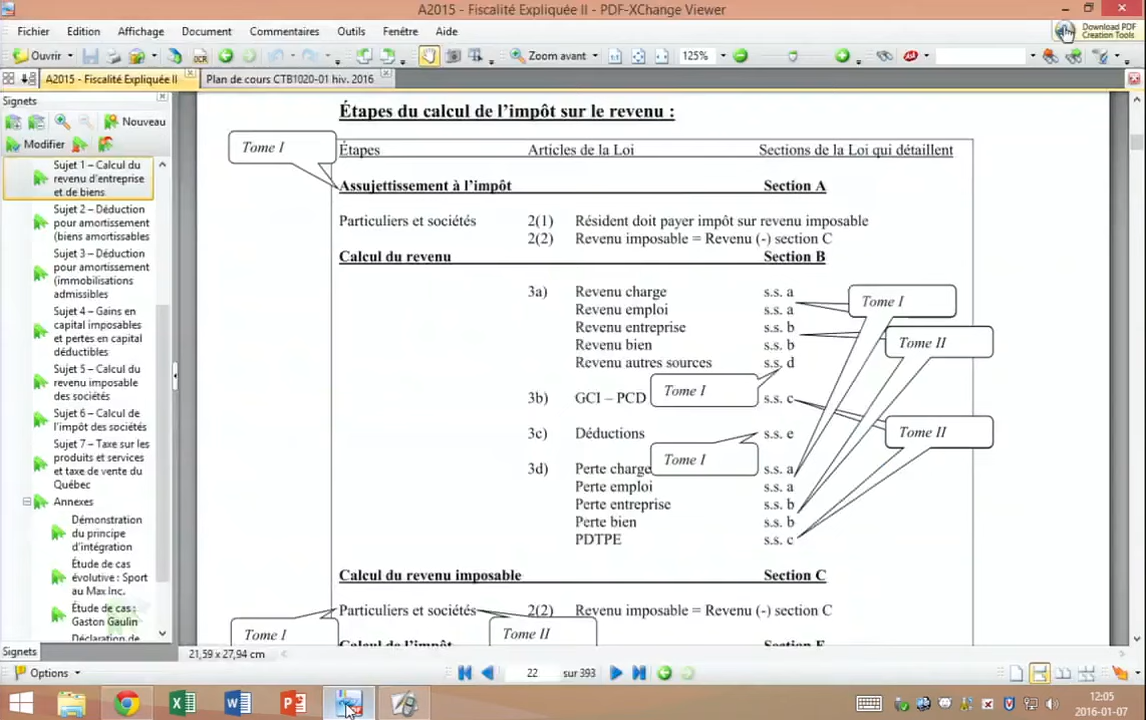 A2015 - Fiscalité Expliquée II - PDF-XChange Viewer
Fichier Edition Affichage Document Commentaires Outils Fenêtre Aide
Download PDF
Creation Tools
Ouvrir OCR Zoom avant 125%
A2015 - Fiscalité Expliquée II Plan de cours CTB1020-01 hiv. 2016
Signets
Nouveau
Modifier
Sujet 1 – Calcul du
revenu d'entreprise
et de biens
Sujet 2 – Déduction
pour amortissement
(biens amortissables
Sujet 3 – Déduction
pour amortissement
(immobilisations
admissibles
Sujet 4 – Gains en
capital imposables
et pertes en capital
déductibles
Sujet 5 – Calcul du
revenu imposable
des sociétés
Sujet 6 – Calcul de
l'impôt des sociétés
Sujet 7 – Taxe sur les
produits et services
et taxe de vente du
Québec
Annexes
Démonstration
du principe
d'intégration
Étude de cas
évolutive : Sport
au Max Inc.
Étude de cas :
Gaston Gaulin
Déclaration de
Signets
Options
Étapes du calcul de l'impôt sur le revenu :
Tome I
Étapes Articles de la Loi Sections de la Loi qui détaillent
Assujettissement à l'impôt Section A
Particuliers et sociétés 2(1) Résident doit payer impôt sur revenu imposable
2(2) Revenu imposable = Revenu (-) section C
Calcul du revenu Section B
3a) Revenu charge s.s. a
Tome I
Revenu emploi s.s. a
Revenu entreprise s.s. b
Tome II
Revenu bien s.s. b
Revenu autres sources s.s. d
Tome I
3b) GCI – PCD s.s. c
3c) Déductions s.s. e
Tome II
Tome I
3d) Perte charge s.s. a
Perte emploi s.s. a
Perte entreprise s.s. b
Perte bien s.s. b
PDTPE s.s. c
Calcul du revenu imposable Section C
Particuliers et sociétés 2(2) Revenu imposable = Revenu (-) section C
Tome I Tome II
Calcul de l'impôt Section E
21,59 x 27,94 cm
22 sur 393
12:05
2016-01-07